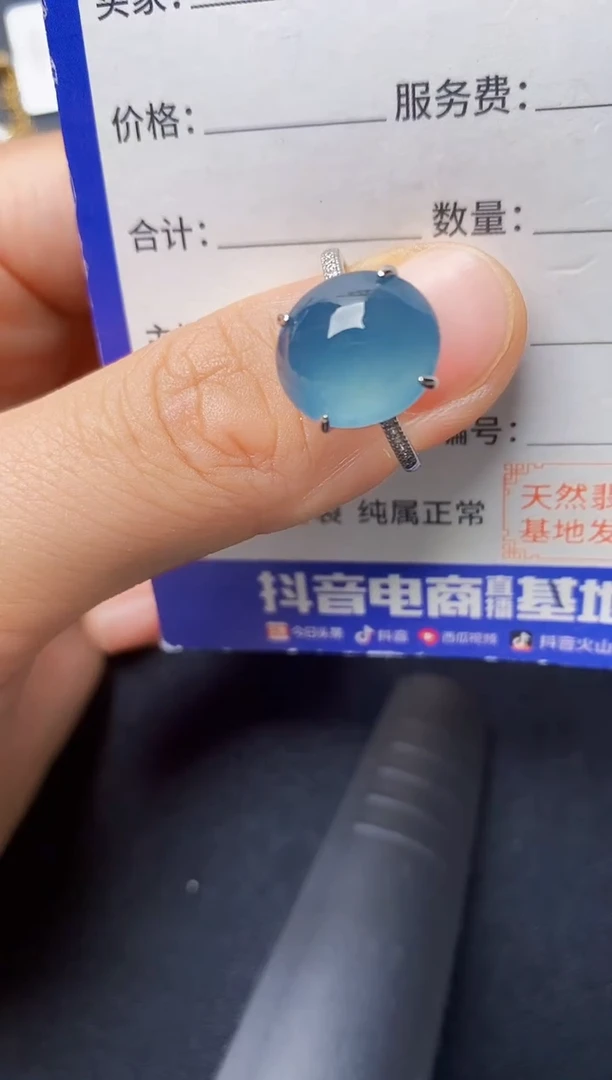 买家：
价格： 服务费：
合计： 数量：
编号：
纯属正常
天然翡
基地发
抖音电商直播基地
今日头条 抖音 西瓜视频 抖音火山